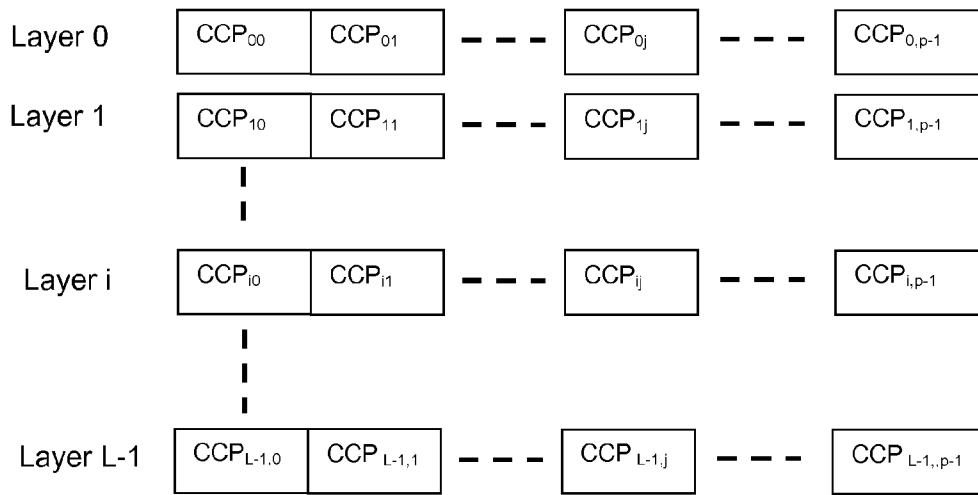 Layer 0 CCP00 CCP01 CCP0j CCP0,p-1
Layer 1 CCP10 CCP11 CCP1j CCP1,p-1
Layer i CCPi0 CCPi1 CCPij CCPi,p-1
Layer L-1 CCPL-1,0 CCP L-1,1 CCP L-1,j CCP L-1,,p-1